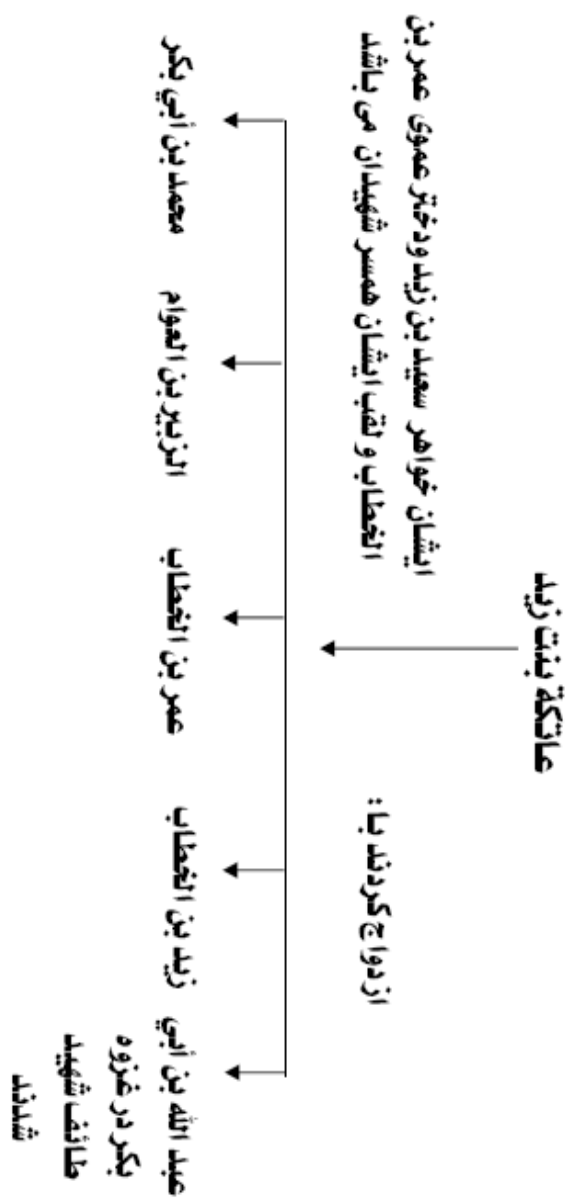 عاتكة بنت زيد
ازدواج کردند با:
ایشان خواهر سعید بن زید ودختر عموی عمر بن
الخطاب و لقب ایشان همسر شهیدان می باشد
عبد الله بن أبي
بکر در غزوه
طائف شهید
شدند
زيد بن الخطاب
عمر بن الخطاب
الزبير بن العوام
محمد بن أبي بكر